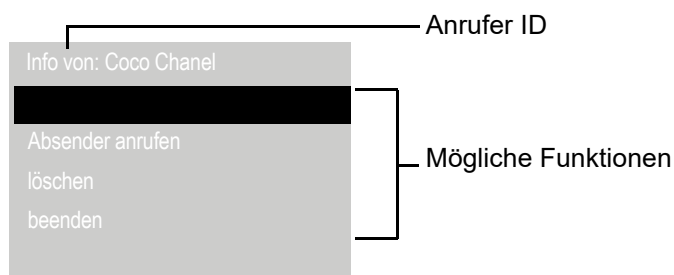 Anrufer ID
Info von: Coco Chanel
Absender anrufen
löschen
Mögliche Funktionen
beenden